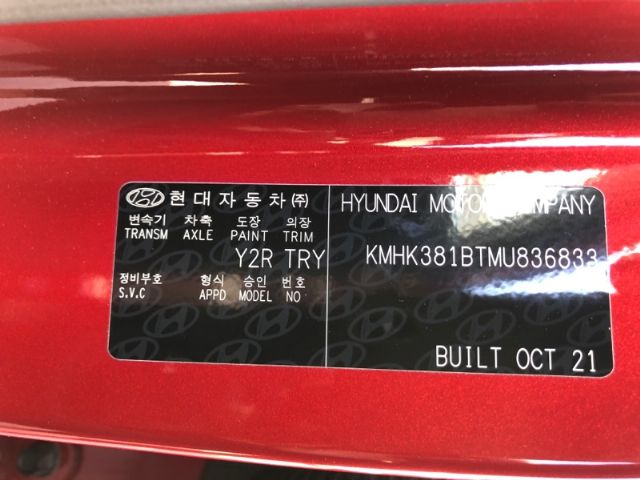 현대자동차㈜
변속기 차축 도장 의장
TRANSM AXLE PAINT TRIM
Y2R TRY
정비부호 형식 승인 번호
S.V.C APPD MODEL NO
HYUNDAI MOTOR COMPANY
KMHK381BTMU836833
BUILT OCT 21